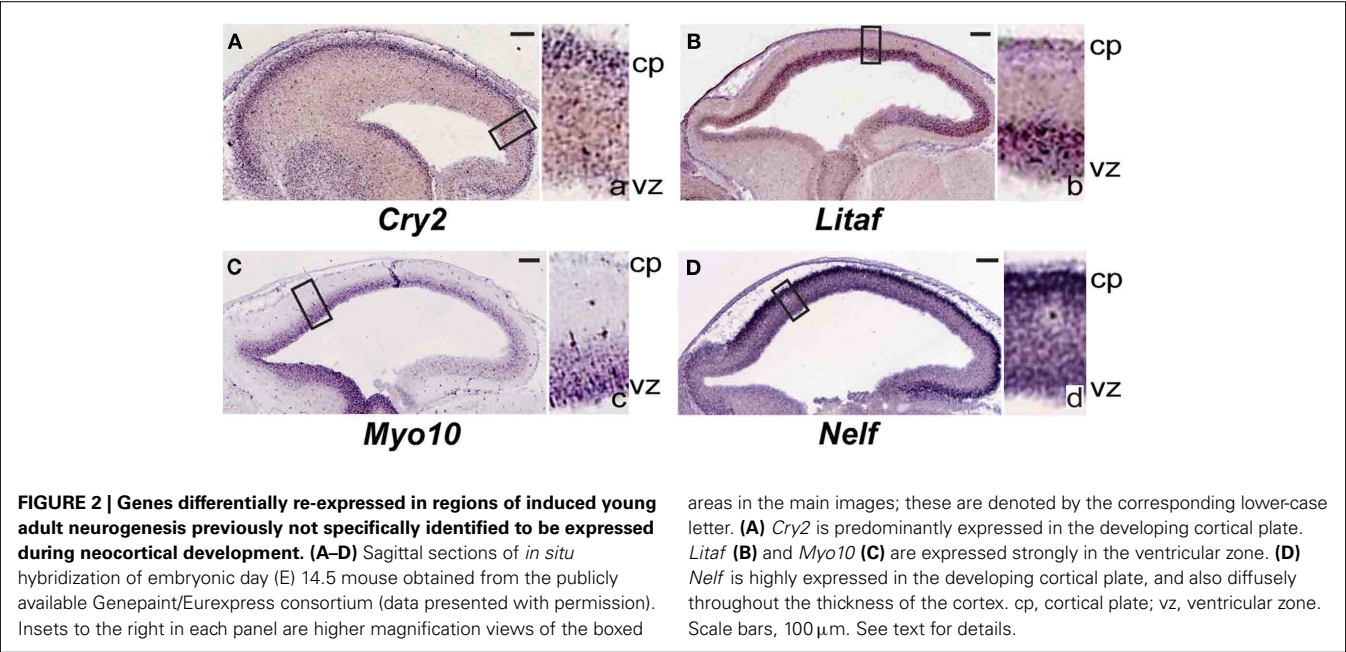 A
cp
a
vz
Cry2
B
cp
vz
b
Litaf
C
cp
vz
c
Myo10
D
cp
vz
d
Nelf
FIGURE 2 | Genes differentially re-expressed in regions of induced young
adult neurogenesis previously not specifically identified to be expressed
during neocortical development. (A–D) Sagittal sections of in situ
hybridization of embryonic day (E) 14.5 mouse obtained from the publicly
available Genepaint/Eurexpress consortium (data presented with permission).
Insets to the right in each panel are higher magnification views of the boxed
areas in the main images; these are denoted by the corresponding lower-case
letter. (A) Cry2 is predominantly expressed in the developing cortical plate.
Litaf (B) and Myo10 (C) are expressed strongly in the ventricular zone. (D)
Nelf is highly expressed in the developing cortical plate, and also diffusely
throughout the thickness of the cortex. cp, cortical plate; vz, ventricular zone.
Scale bars, 100 μm. See text for details.